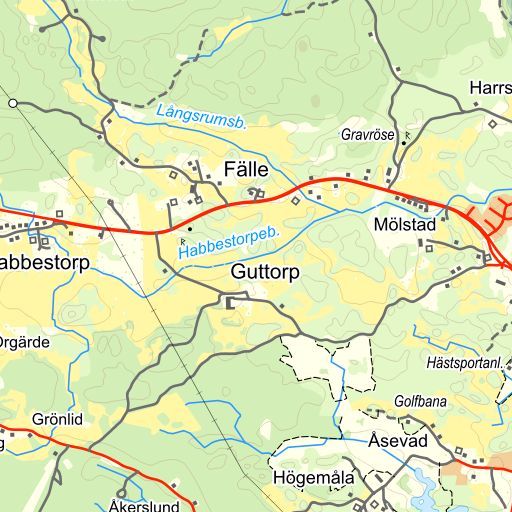 Långsrumsb.
Harrs
Gravröse
R
Fälle
Mölstad
R
Habbestorpeb.
abbestorp
Guttorp
Orgärde
Hästsportanl.
Golfbana
Grönlid
g
Åsevad
Högemåla
Åkerslund